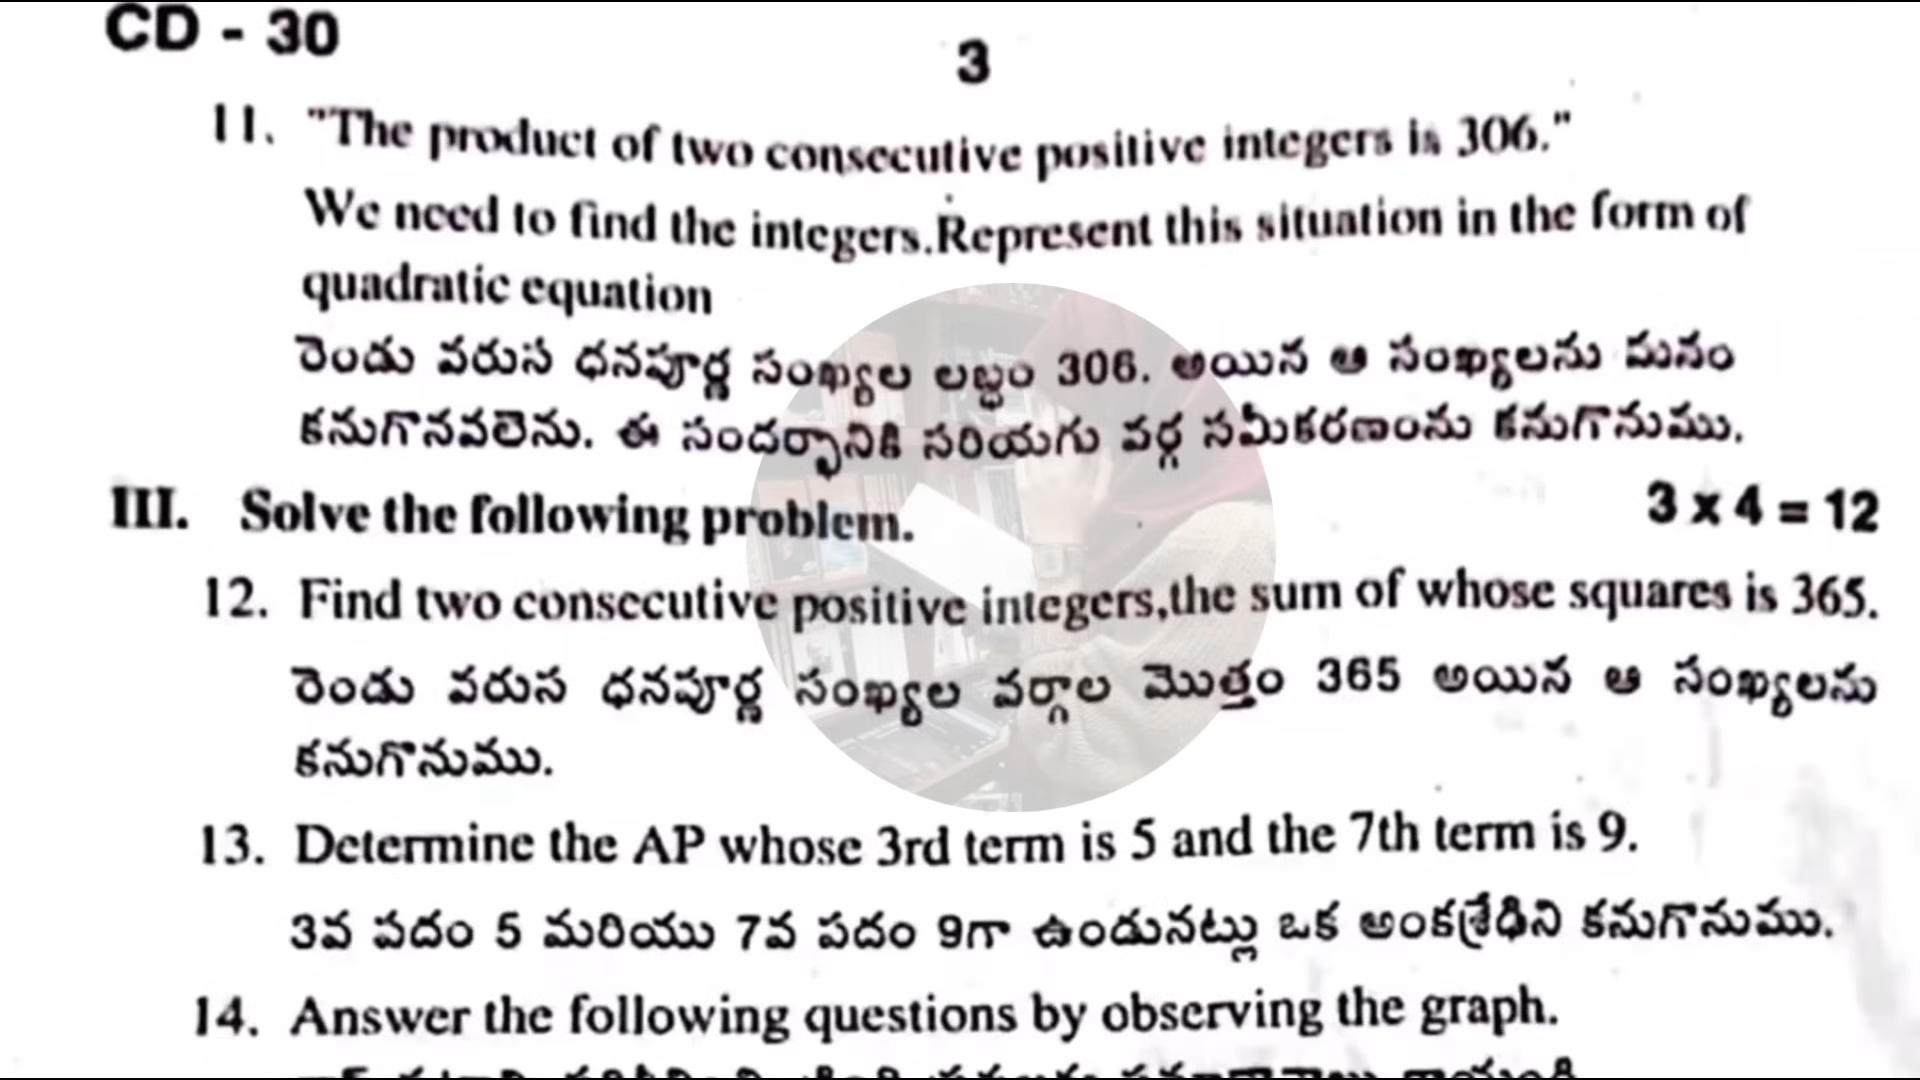 CD - 30
3
11. "The product of two consecutive positive integers is 306."
We need to find the integers.Represent this situation in the form of
quadratic equation
రెండు వరుస ధనపూర్ణ సంఖ్యల లబ్ధం 306. అయిన ఆ సంఖ్యలను మనం
కనుగొనవలెను. ఈ సందర్భానికి సరియగు వర్గ సమీకరణంను కనుగొనుము.
III. Solve the following problem. 3 x 4 = 12
12. Find two consecutive positive integers,the sum of whose squares is 365.
రెండు వరుస ధనపూర్ణ సంఖ్యల వర్గాల మొత్తం 365 అయిన ఆ సంఖ్యలను
కనుగొనుము.
13. Determine the AP whose 3rd term is 5 and the 7th term is 9.
3వ పదం 5 మరియు 7వ పదం 9గా ఉండునట్లు ఒక అంకశ్రేఢిని కనుగొనుము.
14. Answer the following questions by observing the graph.